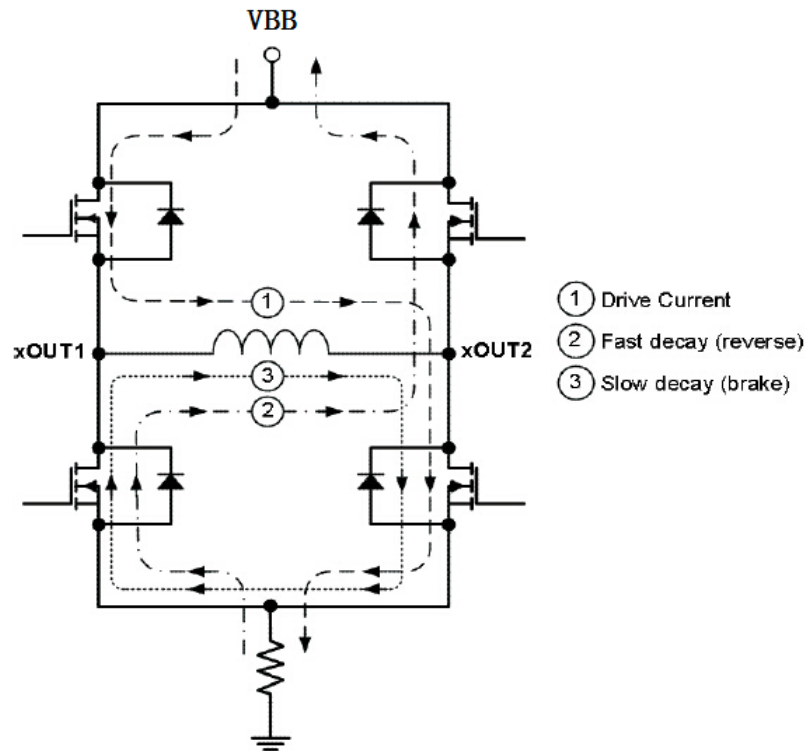 VBB
1
xOUT1
xOUT2
3
2
1 Drive Current
2 Fast decay (reverse)
3 Slow decay (brake)